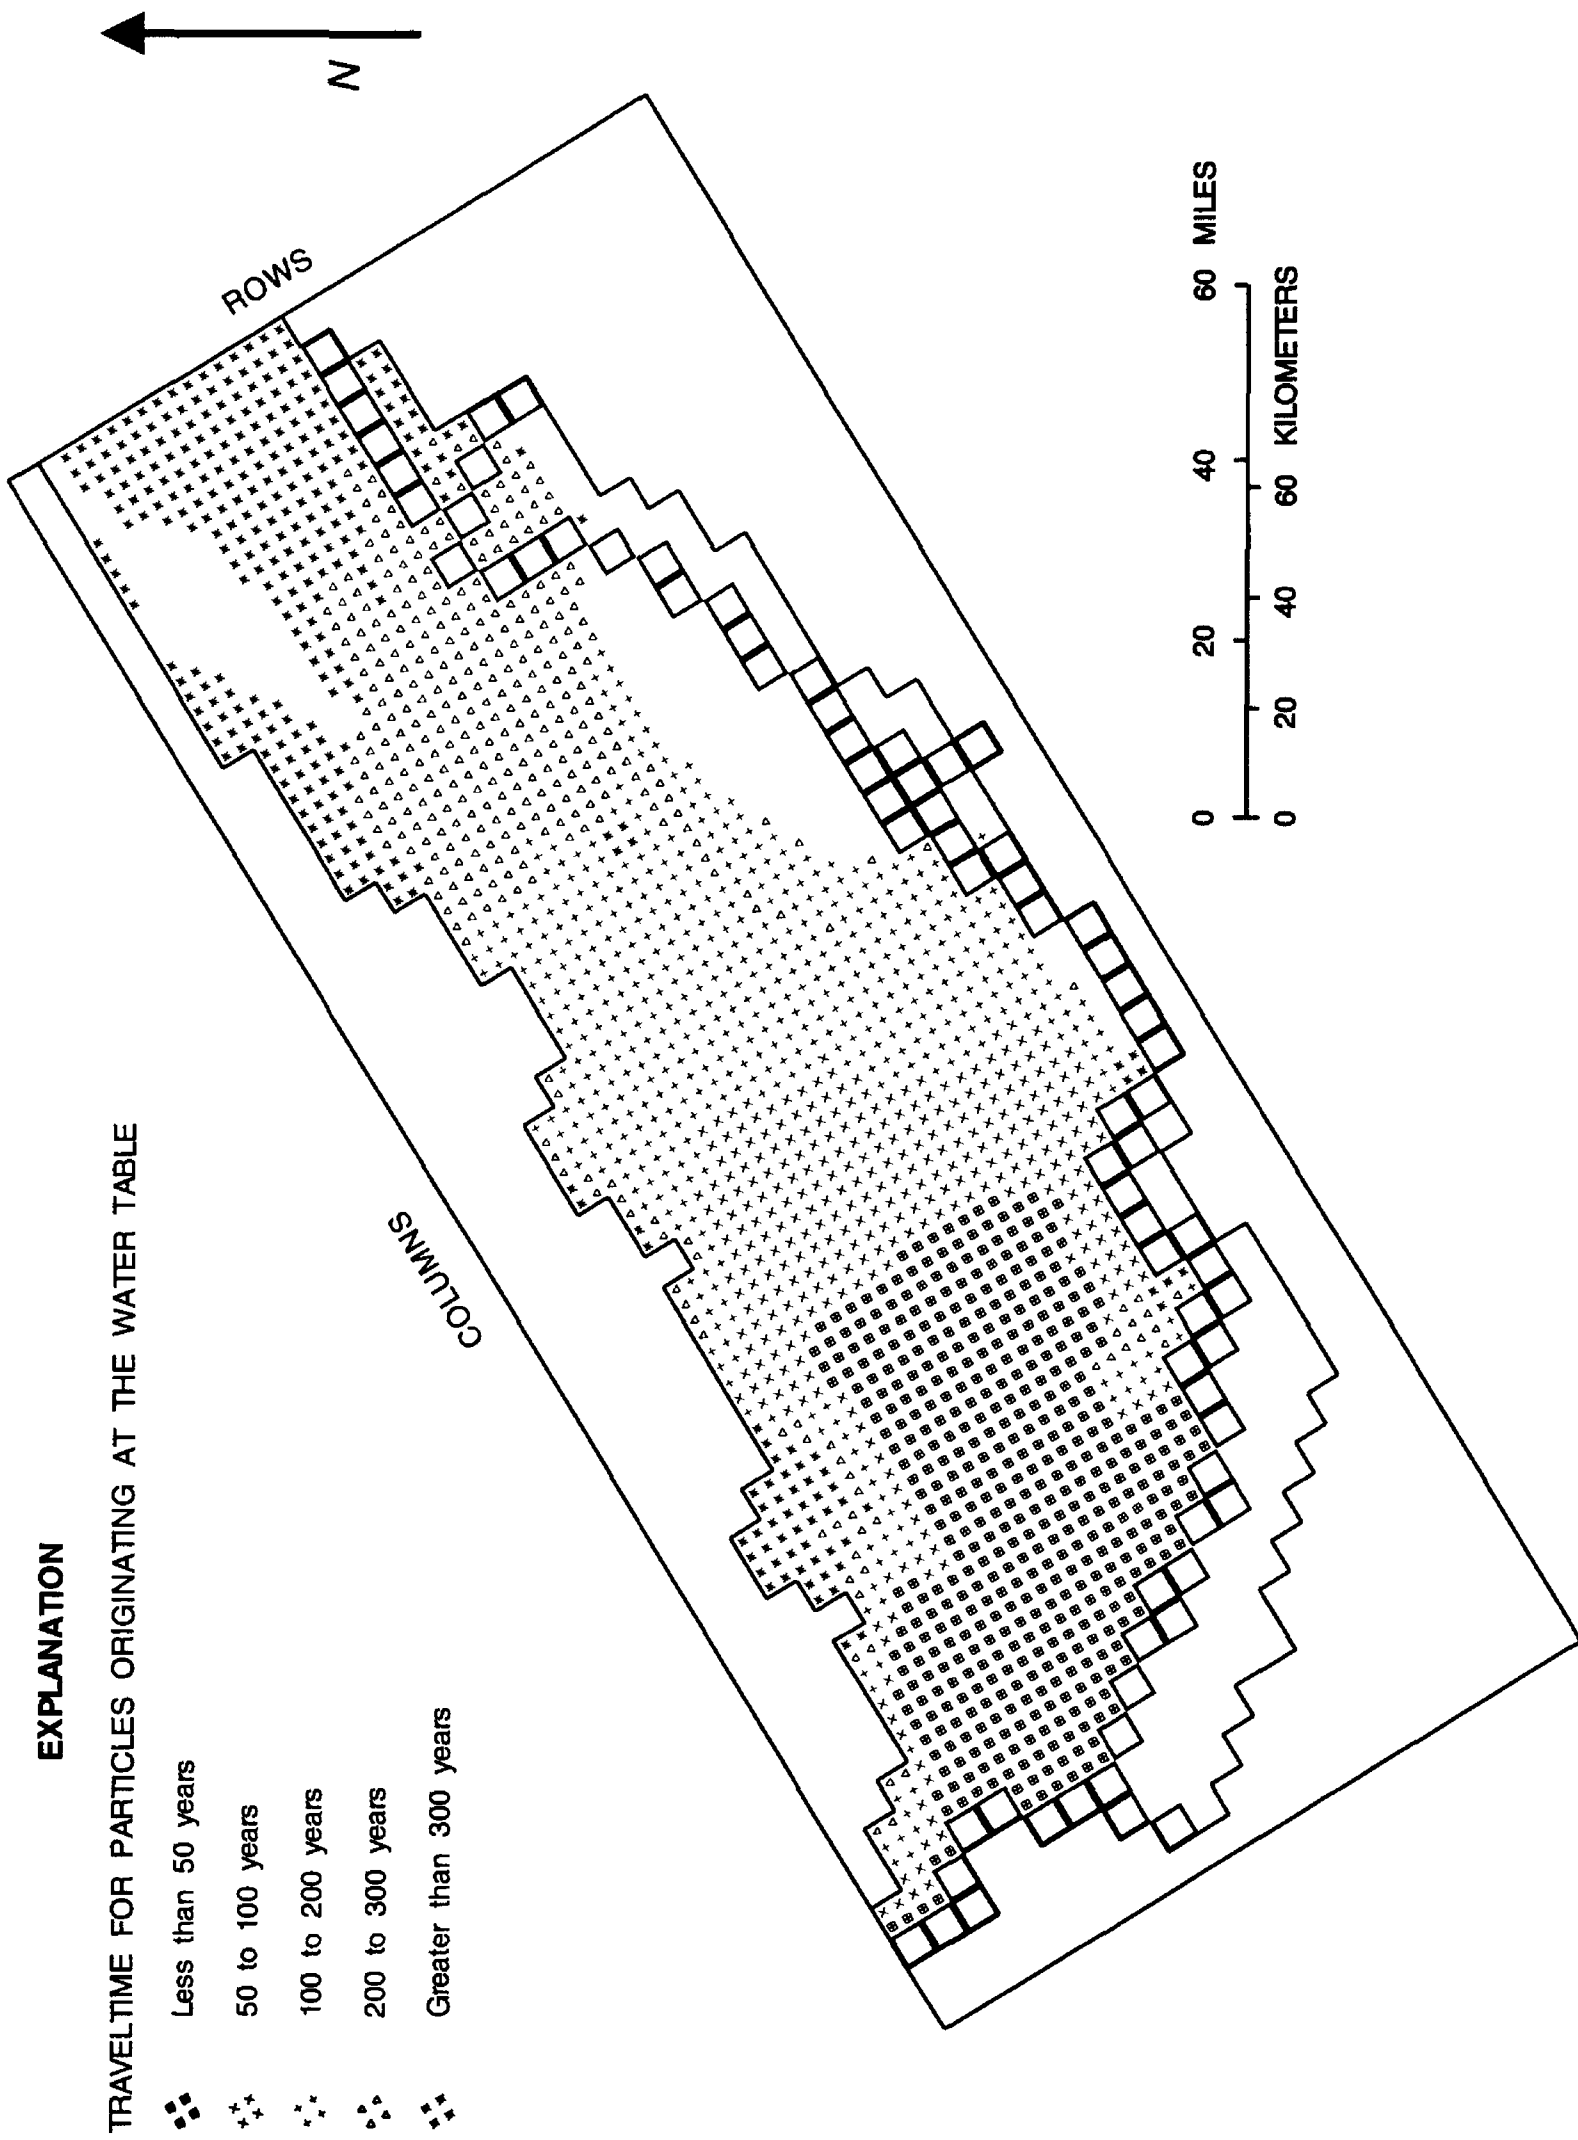 EXPLANATION
TRAVELTIME FOR PARTICLES ORIGINATING AT THE WATER TABLE
Less than 50 years
50 to 100 years
100 to 200 years
200 to 300 years
Greater than 300 years
COLUMNS
ROWS
N
0 20 40 60 MILES
0 20 40 60 KILOMETERS